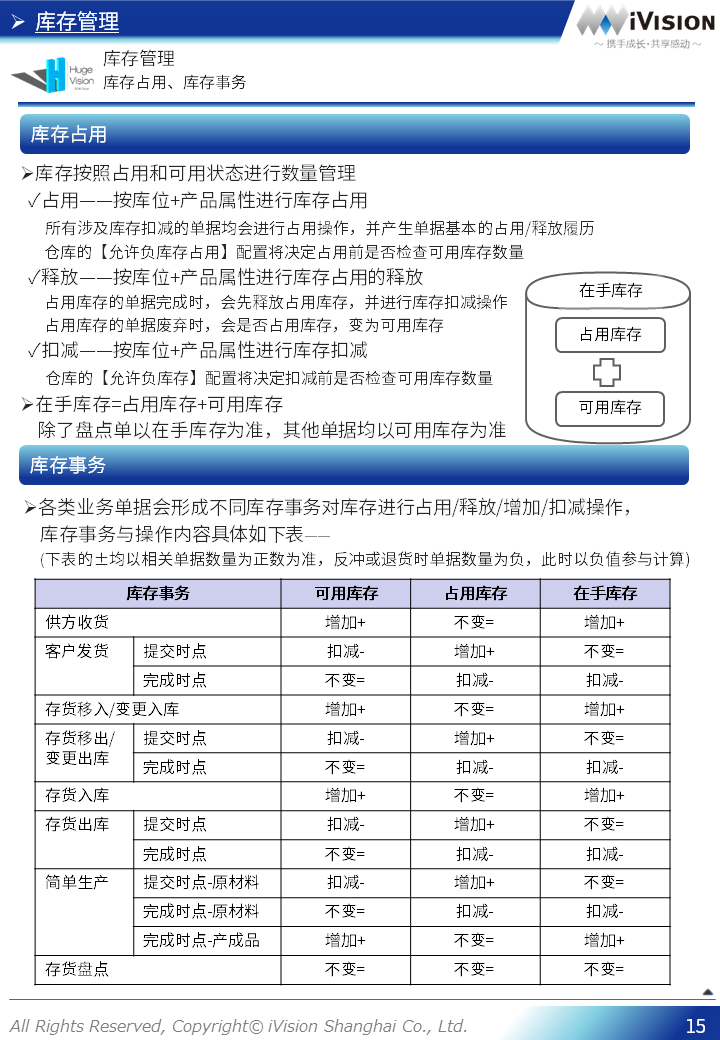 ➢ 库存管理
iVISION
～ 携手成长·共享感动～
Huge
Vision
库存管理
库存占用、库存事务
库存占用
➢库存按照占用和可用状态进行数量管理
✓占用——按库位+产品属性进行库存占用
所有涉及库存扣减的单据均会进行占用操作，并产生单据基本的占用/释放履历
仓库的【允许负库存占用】配置将决定占用前是否检查可用库存数量
✓释放——按库位+产品属性进行库存占用的释放
占用库存的单据完成时，会先释放占用库存，并进行库存扣减操作
占用库存的单据废弃时，会是否占用库存，变为可用库存
✓扣减——按库位+产品属性进行库存扣减
仓库的【允许负库存】配置将决定扣减前是否检查可用库存数量
➢在手库存=占用库存+可用库存
除了盘点单以在手库存为准，其他单据均以可用库存为准
在手库存
占用库存
可用库存
库存事务
➢各类业务单据会形成不同库存事务对库存进行占用/释放/增加/扣减操作，
库存事务与操作内容具体如下表——
(下表的±均以相关单据数量为正数为准，反冲或退货时单据数量为负，此时以负值参与计算)
库存事务 可用库存 占用库存 在手库存
供方收货 增加+ 不变= 增加+
客户发货 提交时点 扣减- 增加+ 不变=
完成时点 不变= 扣减- 扣减-
存货移入/变更入库 增加+ 不变= 增加+
存货移出/
变更出库 提交时点 扣减- 增加+ 不变=
完成时点 不变= 扣减- 扣减-
存货入库 增加+ 不变= 增加+
存货出库 提交时点 扣减- 增加+ 不变=
完成时点 不变= 扣减- 扣减-
简单生产 提交时点-原材料 扣减- 增加+ 不变=
完成时点-原材料 不变= 扣减- 扣减-
完成时点-产成品 增加+ 不变= 增加+
存货盘点 不变= 不变= 不变=
All Rights Reserved, Copyright© iVision Shanghai Co., Ltd.
15